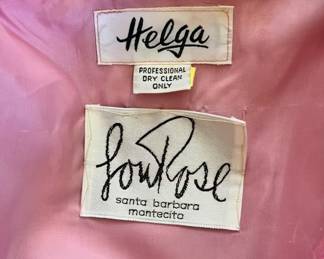 Helga
PROFESSIONAL
DRY CLEAN
ONLY
Lou Rose
santa barbara
montecito